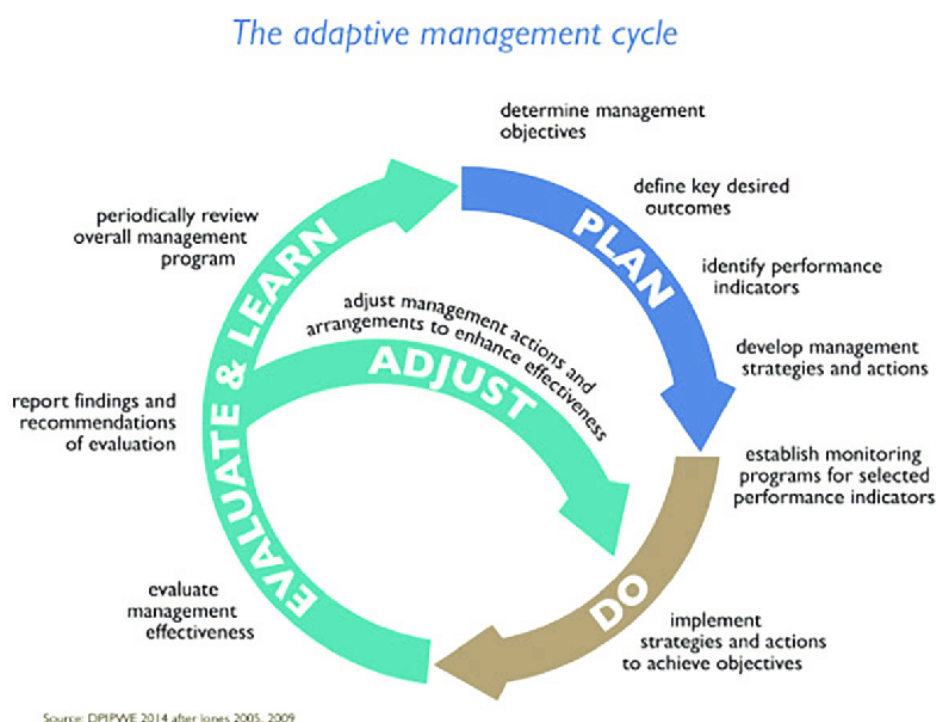 The adaptive management cycle
determine management
objectives
define key desired
outcomes
PLAN
identify performance
indicators
develop management
strategies and actions
establish monitoring
programs for selected
performance indicators
DO
implement
strategies and actions
to achieve objectives
evaluate
management
effectiveness
EVALUATE & LEARN
report findings and
recommendations
of evaluation
periodically review
overall management
program
adjust management actions and
arrangements to enhance effectiveness
ADJUST
Source: DPIPWE 2014 after Jones 2005, 2009